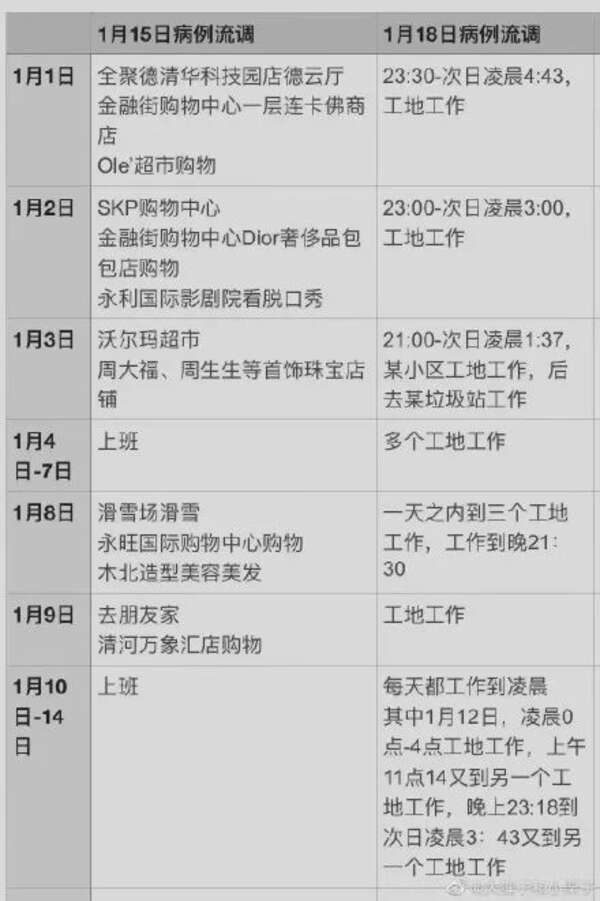 1月15日病例流调
1月18日病例流调
1月1日
全聚德清华科技园店德云厅
金融街购物中心一层连卡佛商
店
Ole'超市购物
23:30-次日凌晨4:43，
工地工作
1月2日
SKP购物中心
金融街购物中心Dior奢侈品包
包店购物
永利国际影剧院看脱口秀
23:00-次日凌晨3:00，
工地工作
1月3日
沃尔玛超市
周大福、周生生等首饰珠宝店
铺
21:00-次日凌晨1:37，
某小区工地工作，后
去某垃圾站工作
1月4
日-7日
上班
多个工地工作
1月8日
滑雪场滑雪
永旺国际购物中心购物
木北造型美容美发
一天之内到三个工地
工作，工作到晚21：
30
1月9日
去朋友家
清河万象汇店购物
工地工作
1月10
日-14
日
上班
每天都工作到凌晨
其中1月12日，凌晨0
点-4点工地工作，上午
11点14又到另一个工
地工作，晚上23:18到
次日凌晨3：43又到另
一个工地工作